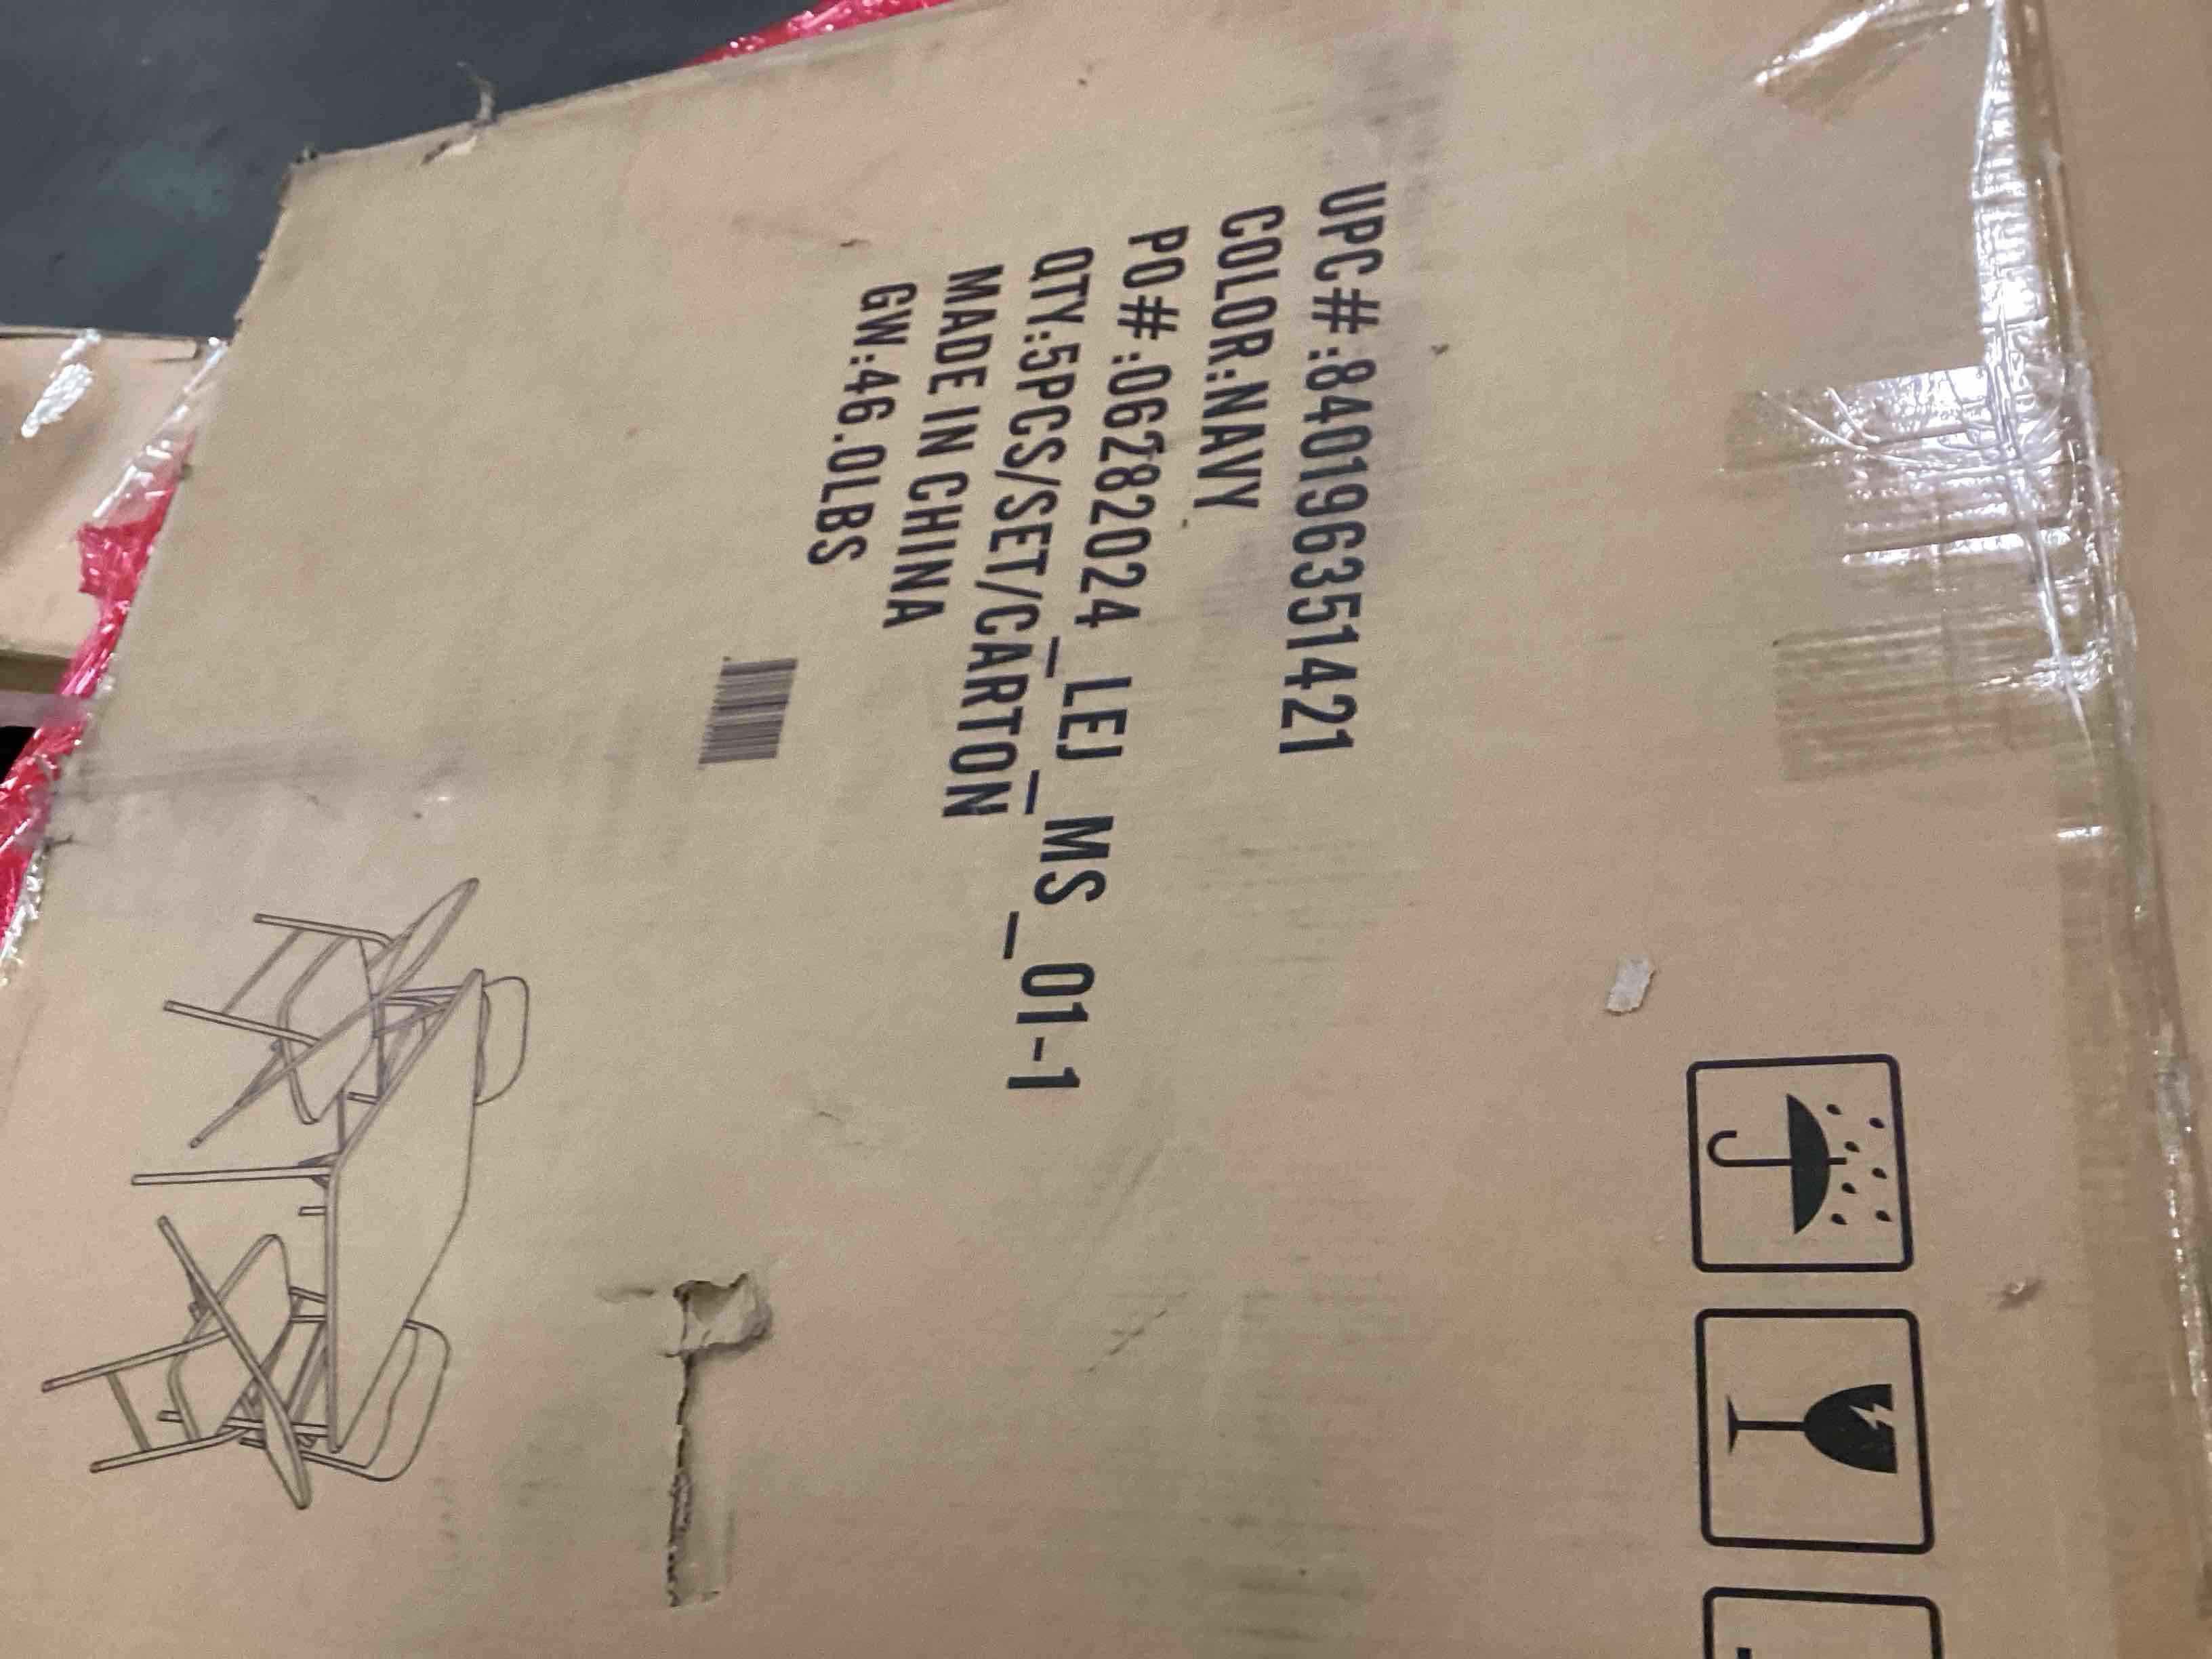 UPC#:840196351421
COLOR:NAVY
PO#:06282024_LEJ_MS_01-1
QTY:5PCS/SET/CARTON
MADE IN CHINA
GW:46.0LBS